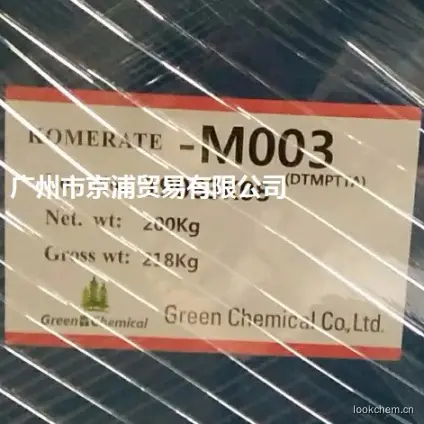 KOMERATE -M003
(DTMPTTA)
广州市京浦贸易有限公司
Net. wt: 200Kg
Gross wt: 218Kg
Green Chemical
Green Chemical Co., Ltd.
lookchem.cn